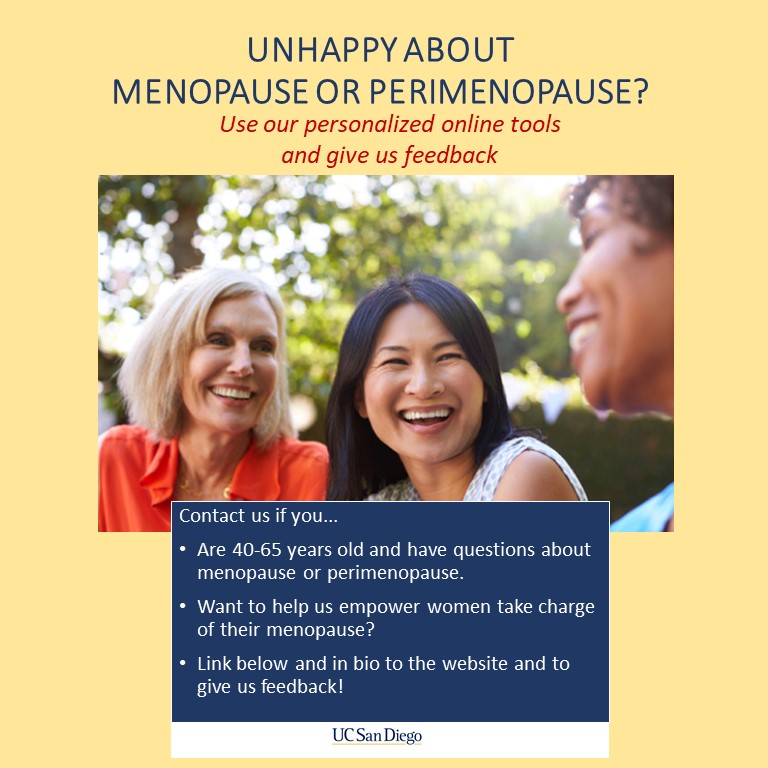 UNHAPPY ABOUT
MENOPAUSE OR PERIMENOPAUSE?
Use our personalized online tools
and give us feedback
Contact us if you...
• Are 40-65 years old and have questions about
menopause or perimenopause.
• Want to help us empower women take charge
of their menopause?
• Link below and in bio to the website and to
give us feedback!
UC San Diego